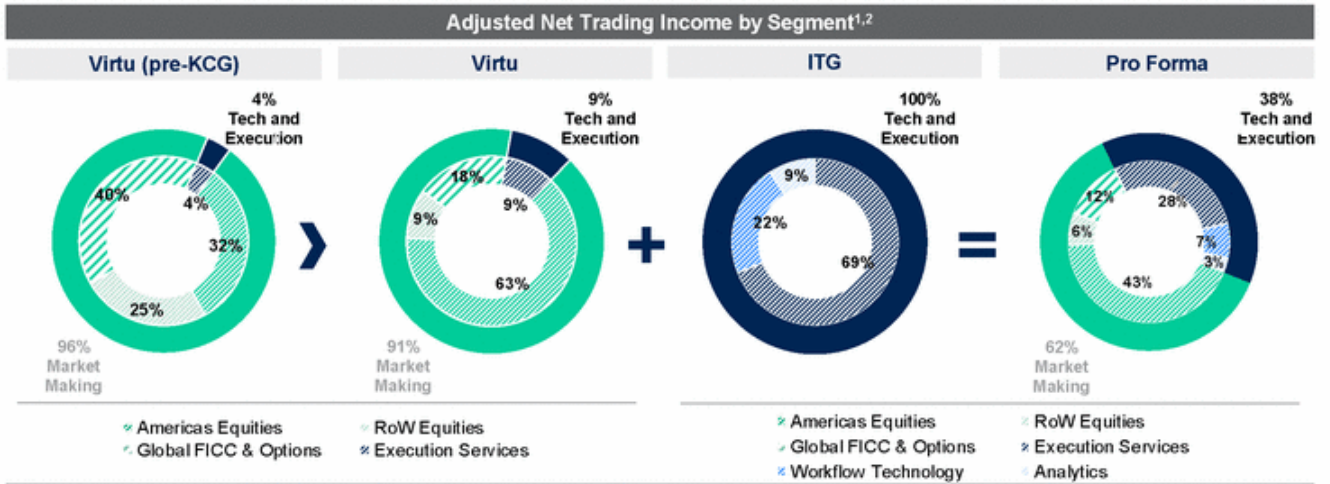 Adjusted Net Trading Income by Segment1,2
Virtu (pre-KCG)
Virtu
ITG
Pro Forma
4%
Tech and
Execution
40%
4%
32%
25%
96%
Market
Making
9%
Tech and
Execution
18%
9%
9%
63%
91%
Market
Making
100%
Tech and
Execution
9%
22%
69%
38%
Tech and
Execution
12%
28%
6%
7%
3%
43%
62%
Market
Making
Americas Equities
RoW Equities
Global FICC & Options
Execution Services
Americas Equities
RoW Equities
Global FICC & Options
Execution Services
Workflow Technology
Analytics